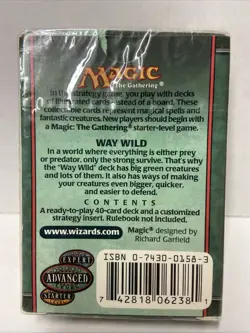 MAGIC
The Gathering
In the strategy game, you play with decks
of illustrated cards instead of a board. These
collectible cards represent magical spells and
fantastic creatures. New players should begin with
a Magic: The Gathering® starter-level game.
WAY WILD
In a world where everything is either prey
or predator, only the strong survive. That's why
the "Way Wild" deck has big green creatures
and lots of them. It also has ways of making
your creatures even bigger, quicker,
and easier to defend.
CONTENTS
A ready-to-play 40-card deck and a customized
strategy insert. Rulebook not included.
www.wizards.com
Magic® designed by
Richard Garfield
ISBN 0-7430-0158-3
EXPERT
ADVANCED
STARTER
7 42818 06238 1